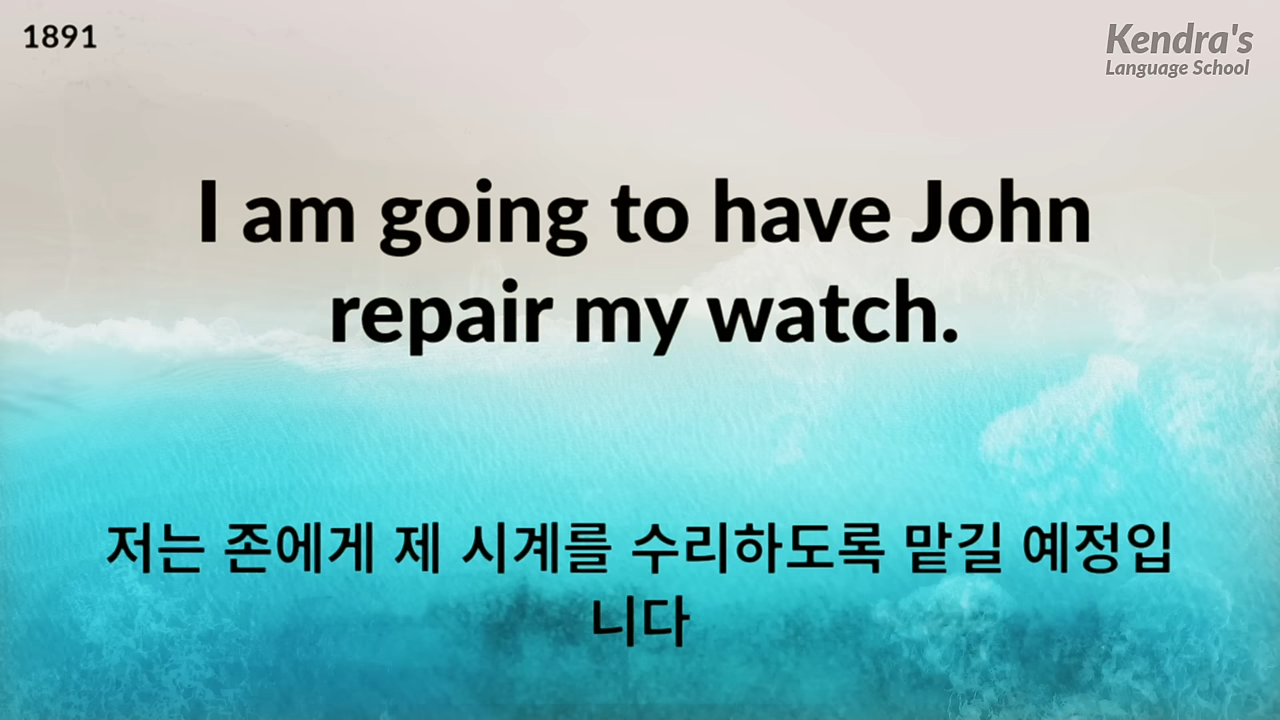 1891
Kendra's
Language School
I am going to have John
repair my watch.
저는 존에게 제 시계를 수리하도록 맡길 예정입
니다